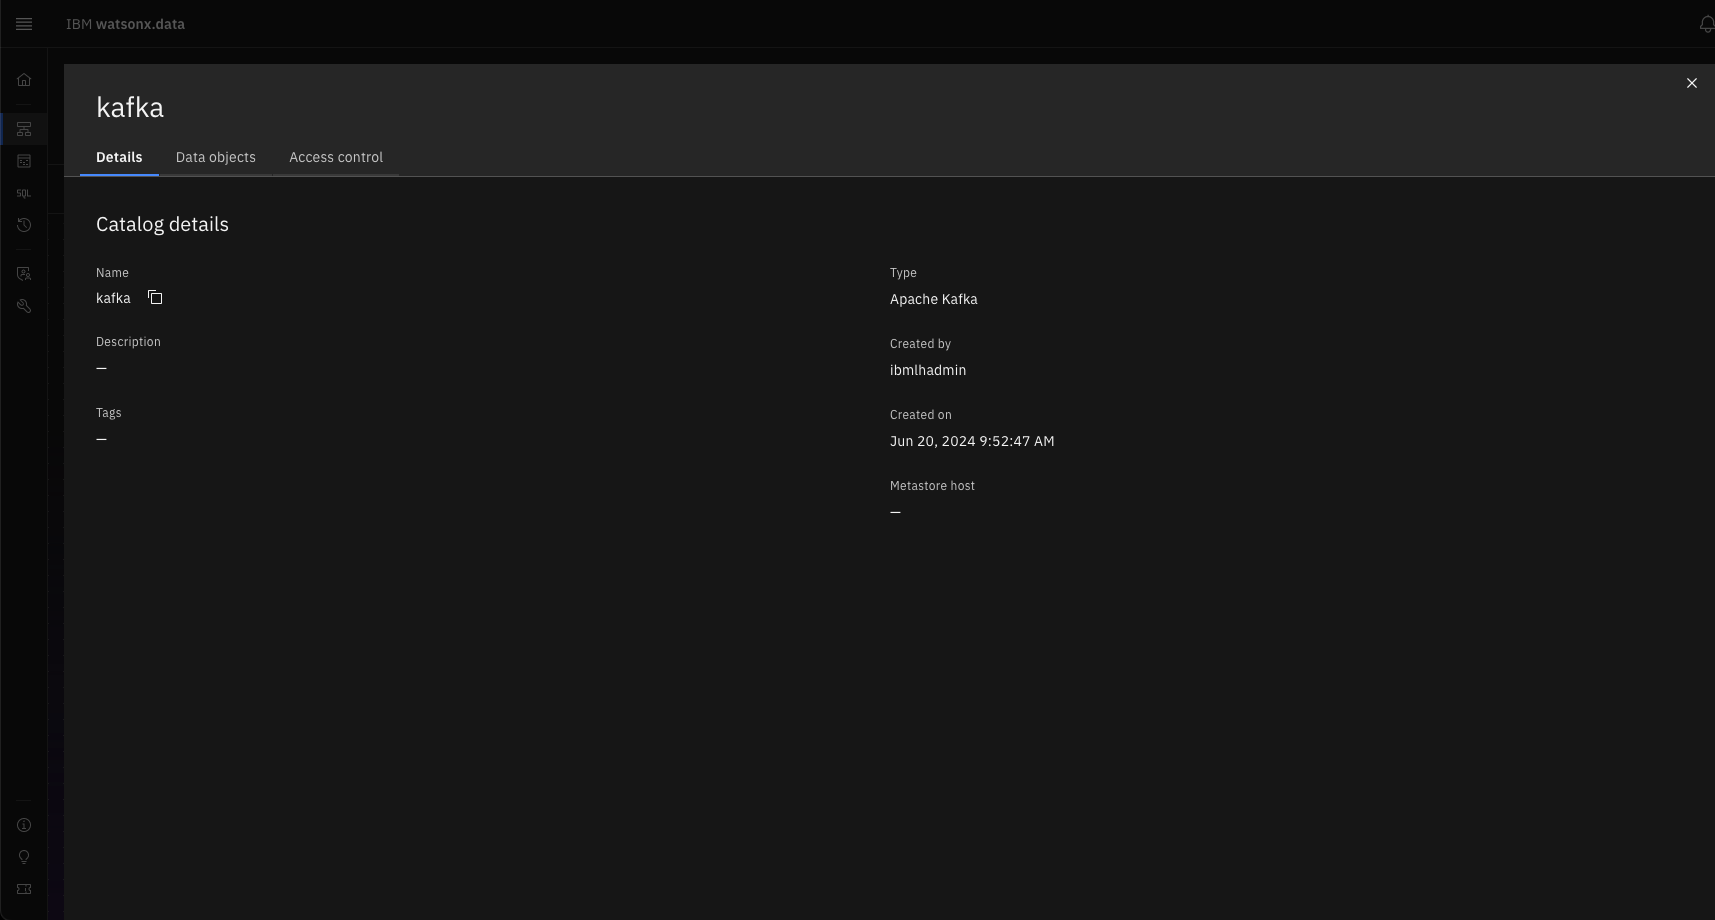 IBM watsonx.data
kafka
Details
Data objects
Access control
Catalog details
Name
kafka
Description
—
Tags
—
Type
Apache Kafka
Created by
ibmlhadmin
Created on
Jun 20, 2024 9:52:47 AM
Metastore host
—
SQL